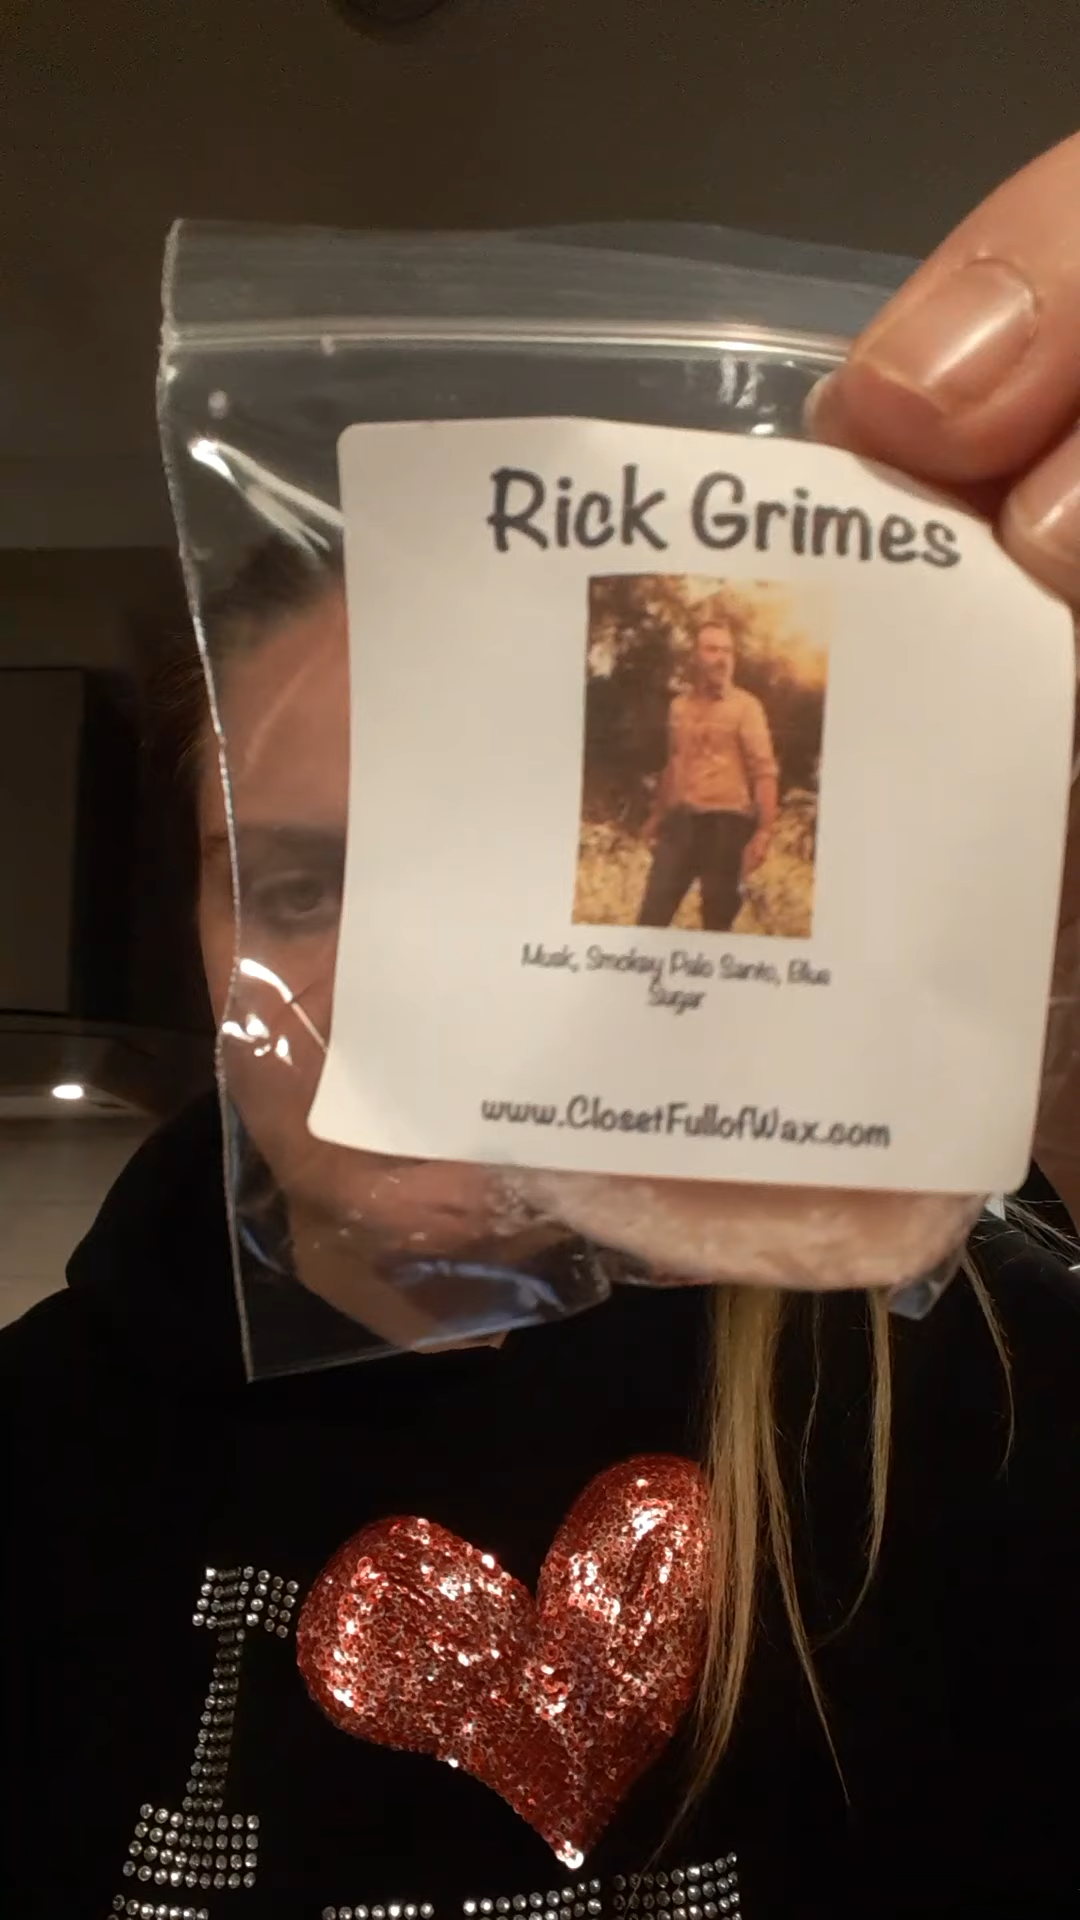 Rick Grimes
Musk, Smokey Palo Santo, Blue
Sugar
www.ClosetFullofWax.com
I